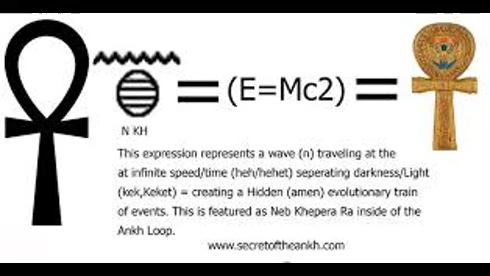 (E=Mc2)
N KH
This expression represents a wave (n) traveling at the
at infinite speed/time (heh/hehet) seperating darkness/Light
(kek,Keket) = creating a Hidden (amen) evolutionary train
of events. This is featured as Neb Khepera Ra inside of the
Ankh Loop.
www.secretoftheankh.com